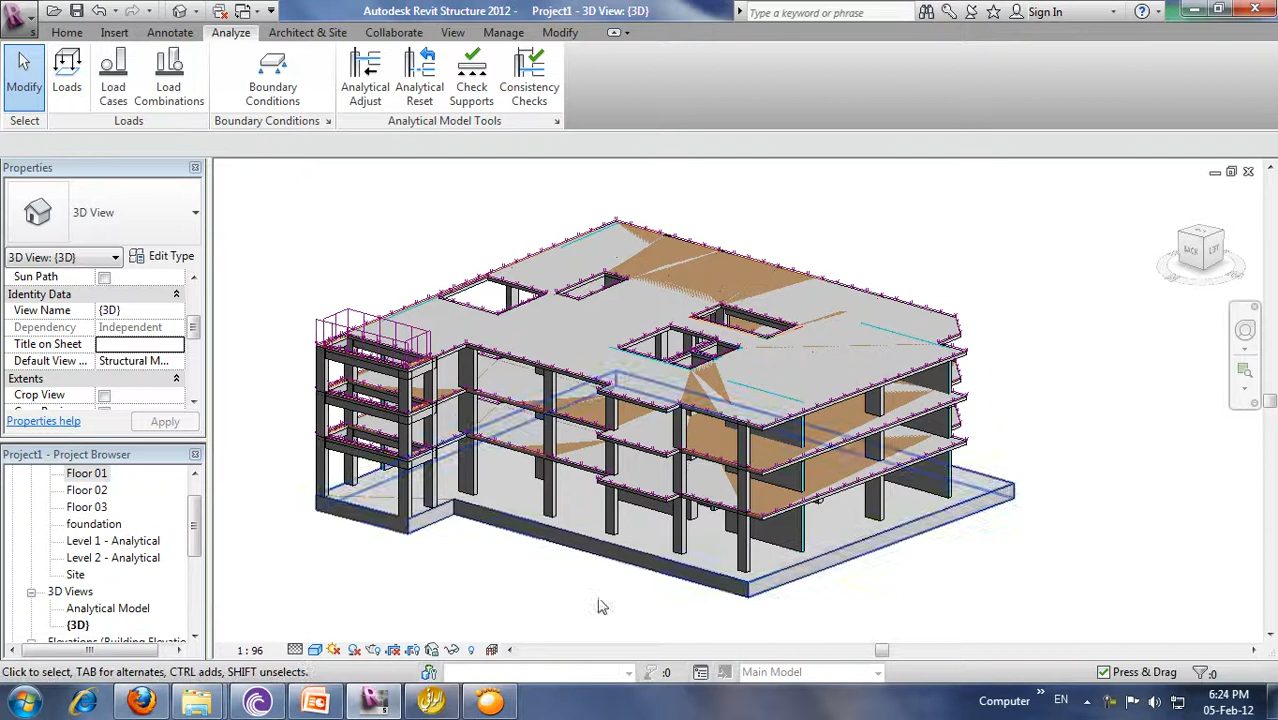 Autodesk Revit Structure 2012 - Project1 - 3D View: {3D}
Type a keyword or phrase
Sign In
Home Insert Annotate Analyze Architect & Site Collaborate View Manage Modify
Modify
Loads
Load Cases
Load Combinations
Boundary Conditions
Analytical Adjust
Analytical Reset
Check Supports
Consistency Checks
Select
Loads
Boundary Conditions
Analytical Model Tools
Properties
3D View
3D View: {3D}
Edit Type
Sun Path
Identity Data
View Name {3D}
Dependency Independent
Title on Sheet
Default View ... Structural M...
Extents
Crop View
Properties help
Apply
Project1 - Project Browser
Floor 01
Floor 02
Floor 03
foundation
Level 1 - Analytical
Level 2 - Analytical
Site
3D Views
Analytical Model
{3D}
BACK
LEFT
1 : 96
Click to select, TAB for alternates, CTRL adds, SHIFT unselects.
:0
Main Model
Press & Drag
:0
Computer
EN
6:24 PM
05-Feb-12